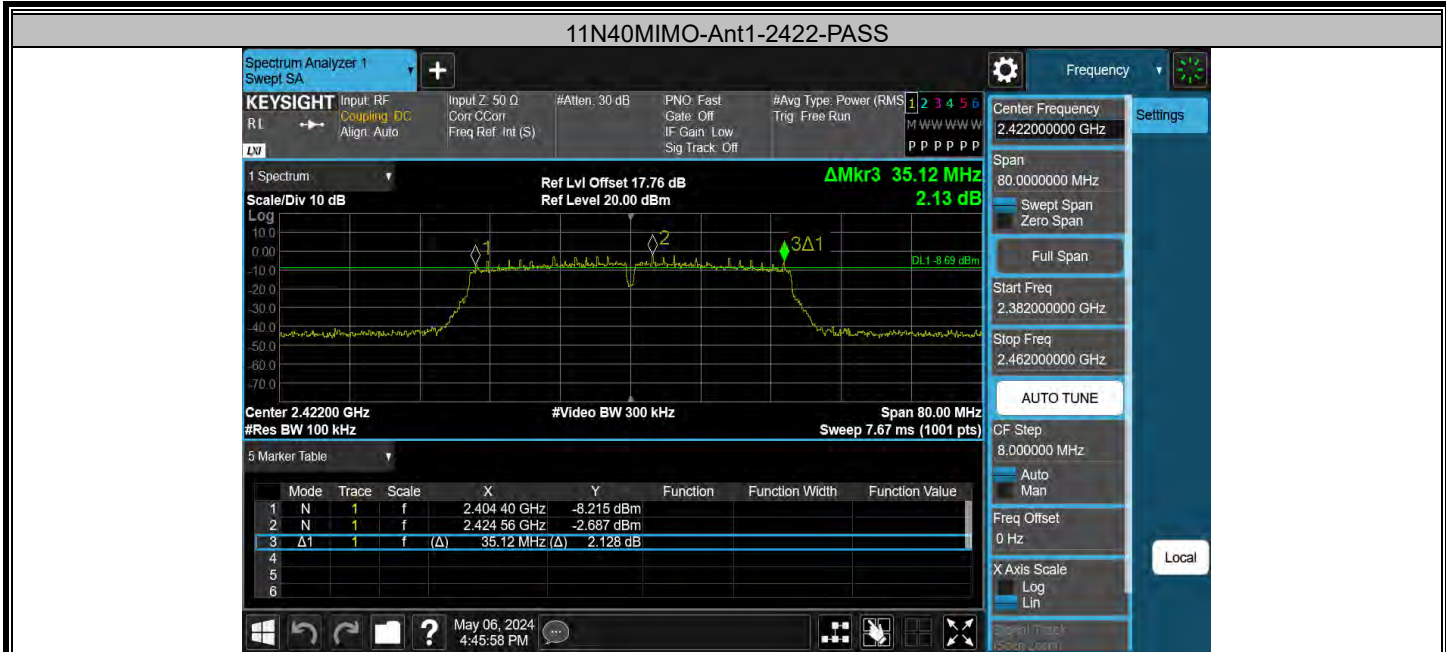 11N40MIMO-Ant1-2422-PASS
Spectrum Analyzer 1
Swept SA
+
Frequency
KEYSIGHT
RL
LXI
Input: RF
Coupling: DC
Align: Auto
Input Z: 50 Ω
Corr CCorr
Freq Ref: Int (S)
#Atten: 30 dB
PNO: Fast
Gate: Off
IF Gain: Low
Sig Track: Off
#Avg Type: Power (RMS
Trig: Free Run
1 2 3 4 5 6
M W W W W W
P P P P P P
1 Spectrum
Scale/Div 10 dB
Ref Lvl Offset 17.76 dB
Ref Level 20.00 dBm
ΔMkr3 35.12 MHz
2.13 dB
Log
10.0
0.00
-10.0
-20.0
-30.0
-40.0
-50.0
-60.0
-70.0
1
2
3Δ1
DL1 -8.69 dBm
Center 2.42200 GHz
#Video BW 300 kHz
Span 80.00 MHz
#Res BW 100 kHz
Sweep 7.67 ms (1001 pts)
5 Marker Table
Mode Trace Scale X Y Function Function Width Function Value
1 N 1 f 2.404 40 GHz -8.215 dBm
2 N 1 f 2.424 56 GHz -2.687 dBm
3 Δ1 1 f (Δ) 35.12 MHz (Δ) 2.128 dB
4
5
6
?
May 06, 2024
4:45:58 PM
Center Frequency
2.422000000 GHz
Settings
Span
80.0000000 MHz
Swept Span
Zero Span
Full Span
Start Freq
2.382000000 GHz
Stop Freq
2.462000000 GHz
AUTO TUNE
CF Step
8.000000 MHz
Auto
Man
Freq Offset
0 Hz
X Axis Scale
Log
Lin
Local
Signal Track
(Span Zoom)